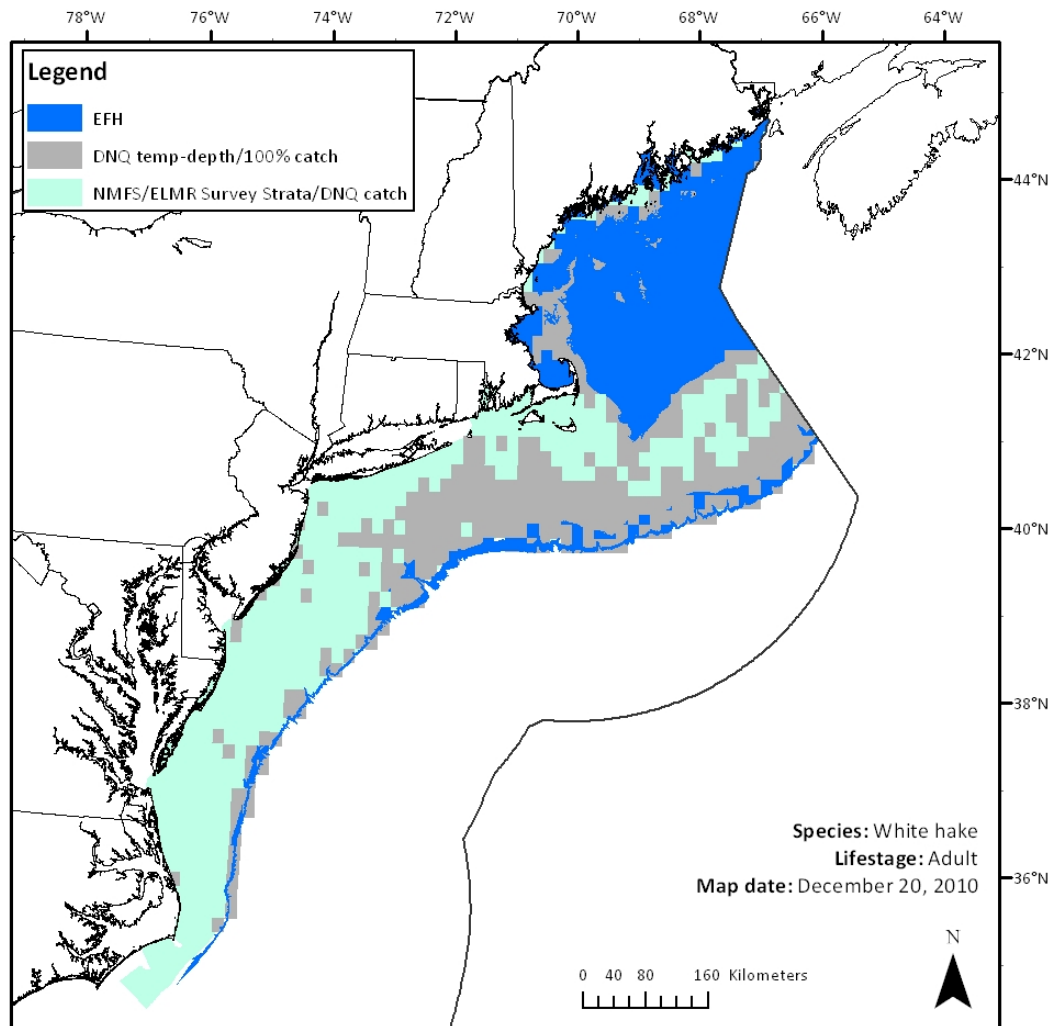 78°W 76°W 74°W 72°W 70°W 68°W 66°W 64°W
Legend
EFH
DNQ temp-depth/100% catch
NMFS/ELMR Survey Strata/DNQ catch
44°N
42°N
40°N
38°N
Species: White hake
Lifestage: Adult
Map date: December 20, 2010
36°N
N
0 40 80 160 Kilometers